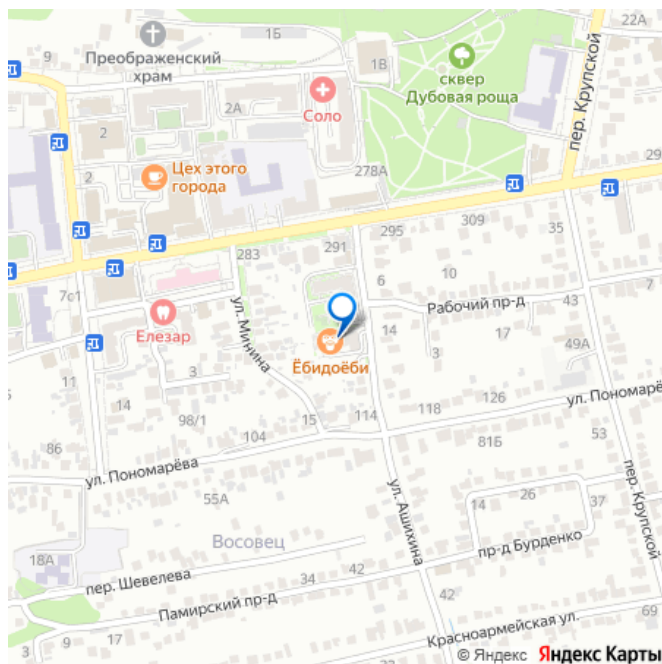 22А
9
1Б
Преображенский
храм
1В
сквер
Дубовая роща
пер. Крупской
2А
Соло
2
Цех этого
города
278А
2
29
283
291
295
309
35
6
10
7с1
Рабочий пр-д
43
7
ул. Минина
14
17
Елезар
Ёбидоёби
3
49А
3
11
14
98/1
15
114
118
126
ул. Пономарё
86
104
81Б
53
ул. Пономарёва
ул. Ашихина
пер. Крупской
55А
14
26
37
Восовец
пр-д Бурденко
18А
пер. Шевелева
34
42
Памирский пр-д
42
3
9
17
Красноармейская ул.
© Яндекс Яндекс Карты